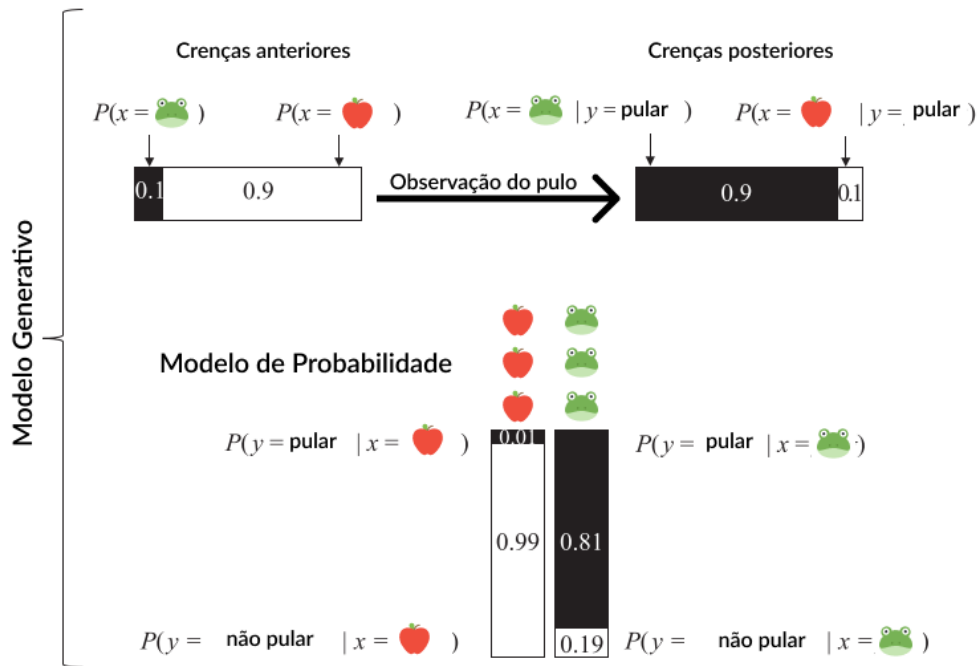 Modelo Generativo
Crenças anteriores
Crenças posteriores
P(x = 🐸 )
P(x = 🍎 )
P(x = 🐸 | y = pular )
P(x = 🍎 | y = pular )
0.1 0.9
Observação do pulo
0.9 0.1
Modelo de Probabilidade
P(y = pular | x = 🍎 )
0.01
P(y = pular | x = 🐸 )
0.99 0.81
P(y = não pular | x = 🍎 )
0.19
P(y = não pular | x = 🐸 )